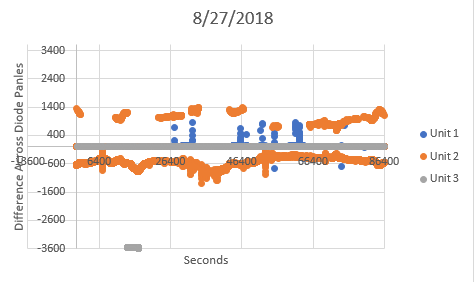 8/27/2018
3400
2400
1400
400
-13600 6400 26400 46400 66400 86400
-600
-1600
-2600
-3600
Difference Across Diode Panles
Seconds
Unit 1
Unit 2
Unit 3